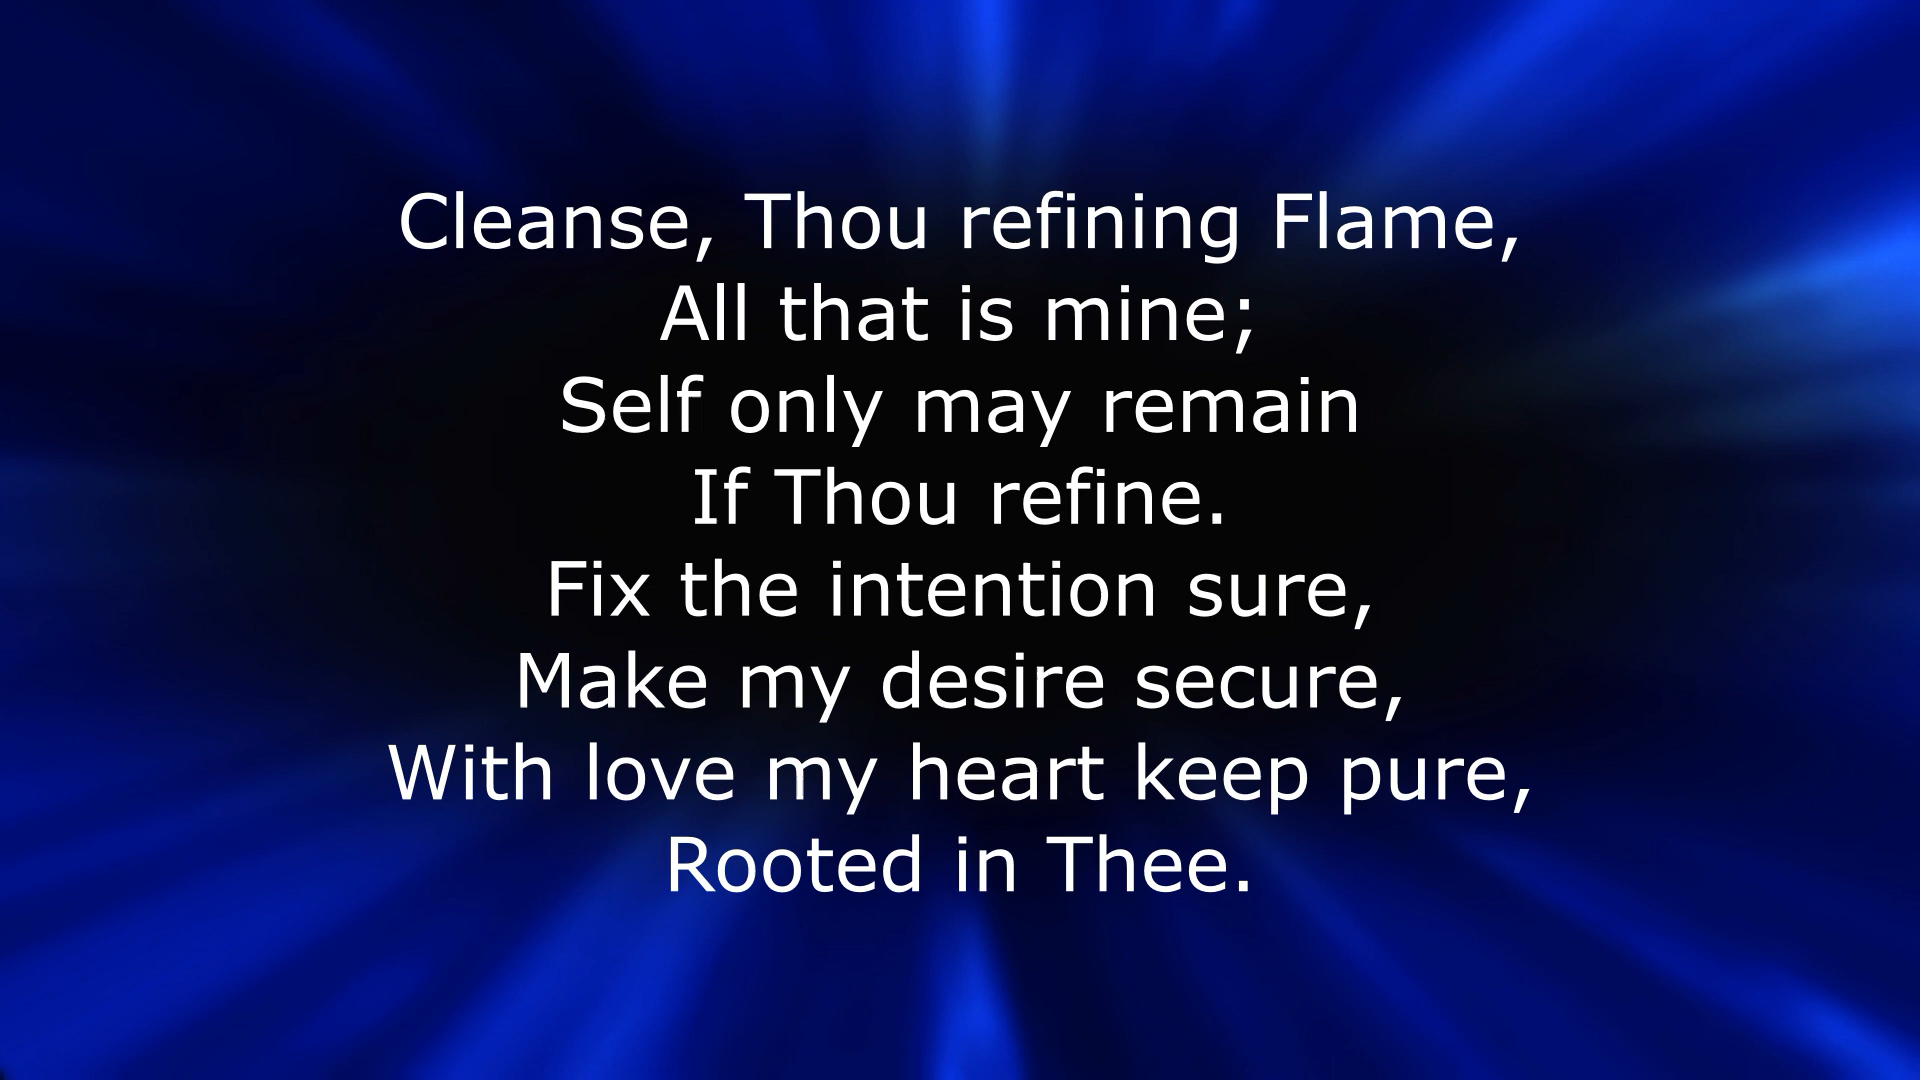 Cleanse, Thou refining Flame,
All that is mine;
Self only may remain
If Thou refine.
Fix the intention sure,
Make my desire secure,
With love my heart keep pure,
Rooted in Thee.